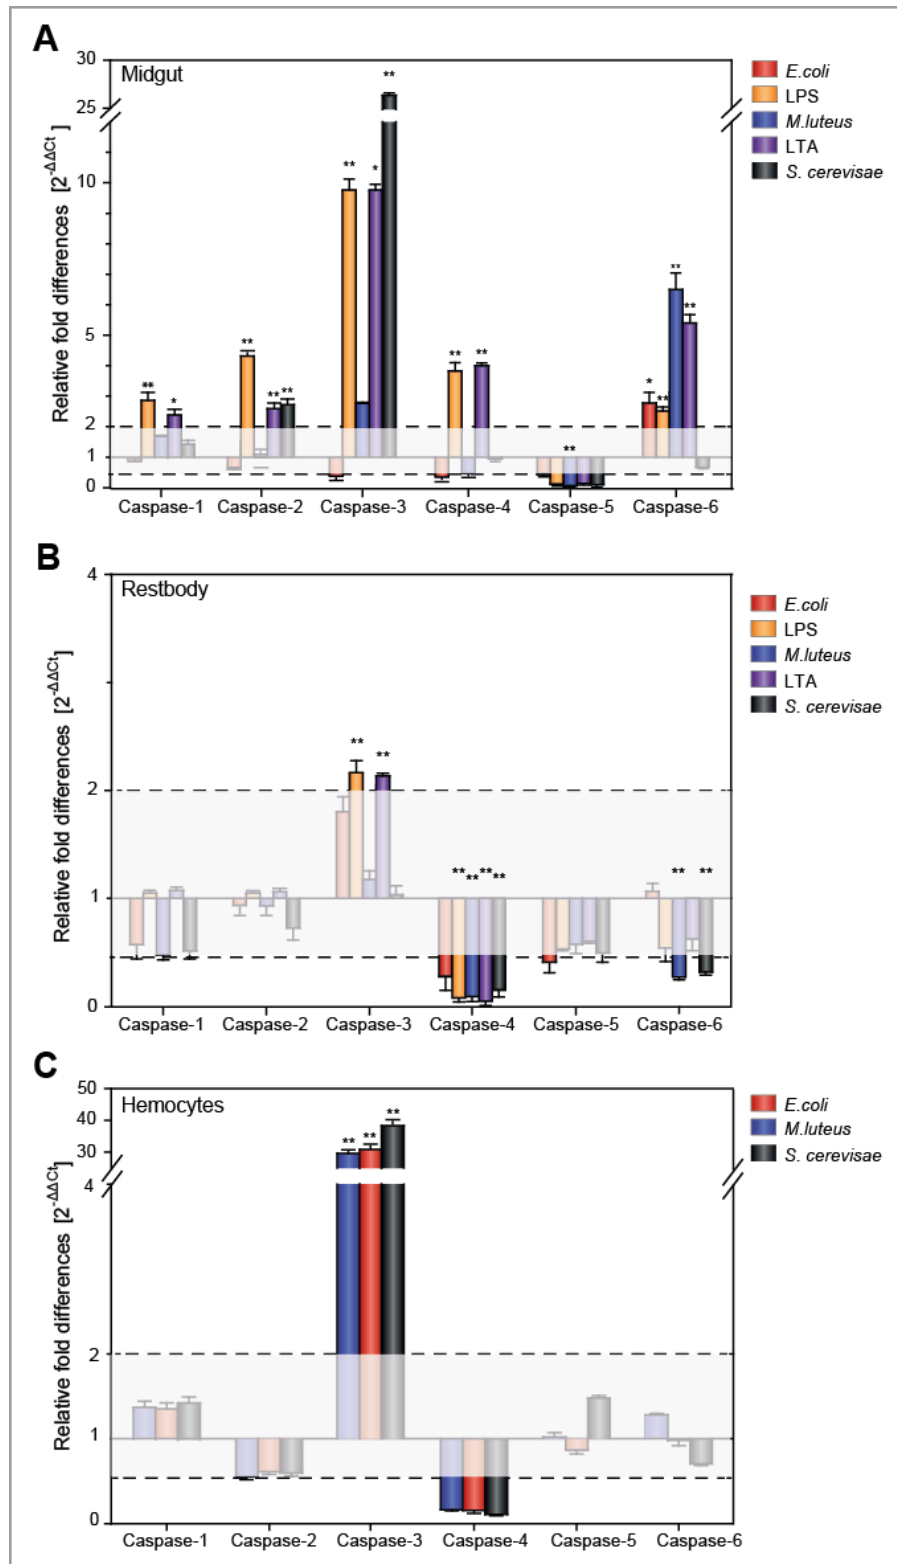 A
Midgut
Relative fold differences [2^-ΔΔCt]
30
25
10
5
2
1
0
** * ** ** ** ** * ** ** ** ** * ** ** **
Caspase-1 Caspase-2 Caspase-3 Caspase-4 Caspase-5 Caspase-6
E.coli
LPS
M.luteus
LTA
S. cerevisae
B
Restbody
Relative fold differences [2^-ΔΔCt]
4
2
1
0
** ** ** ** ** ** ** **
Caspase-1 Caspase-2 Caspase-3 Caspase-4 Caspase-5 Caspase-6
E.coli
LPS
M.luteus
LTA
S. cerevisae
C
Hemocytes
Relative fold differences [2^-ΔΔCt]
50
40
30
4
2
1
0
** ** **
Caspase-1 Caspase-2 Caspase-3 Caspase-4 Caspase-5 Caspase-6
E.coli
M.luteus
S. cerevisae